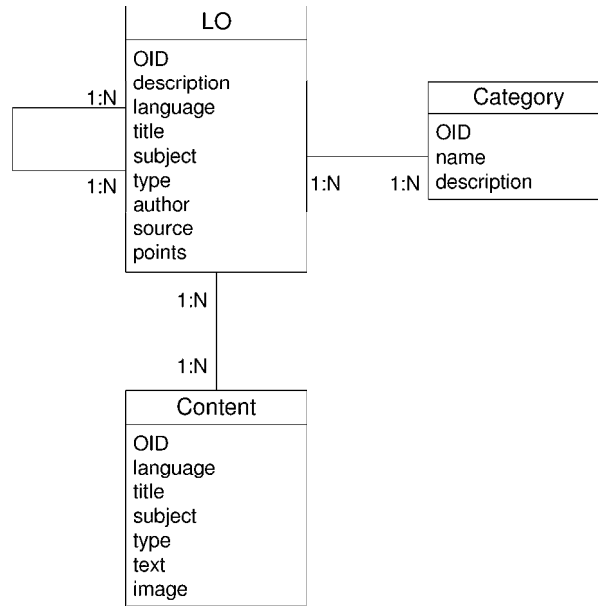 LO
OID
description
language
title
subject
type
author
source
points
1:N
1:N
1:N
1:N
Category
OID
name
description
1:N
1:N
Content
OID
language
title
subject
type
text
image